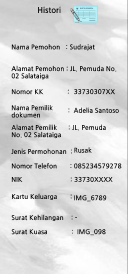 Histori
Nama Pemohon : Sudrajat
Alamat Pemohon : JL. Pemuda No.
02 Salataiga
Nomor KK : 33730307XX
Nama Pemilik : Adelia Santoso
dokumen
Alamat Pemilik : JL. Pemuda
No. 02 Salataiga
Jenis Permohonan : Rusak
Nomor Telefon : 085234579278
NIK : 33730XXXX
Kartu Keluarga : IMG_6789
Surat Kehilangan : -
Surat Kuasa : IMG_098